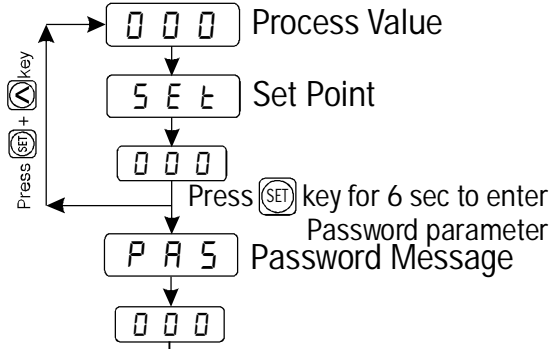 000 Process Value
SEt Set Point
000
Press SET + key
Press SET key for 6 sec to enter
Password parameter
PAS Password Message
000